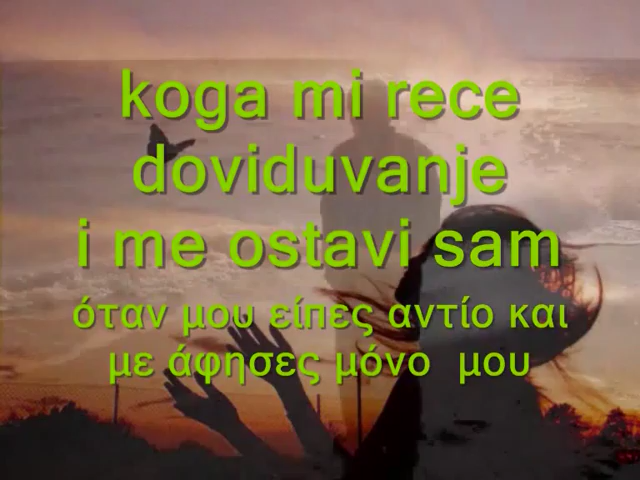 koga mi rece
doviduvanje
i me ostavi sam
όταν μου είπες αντίο και
με άφησες μόνο μου